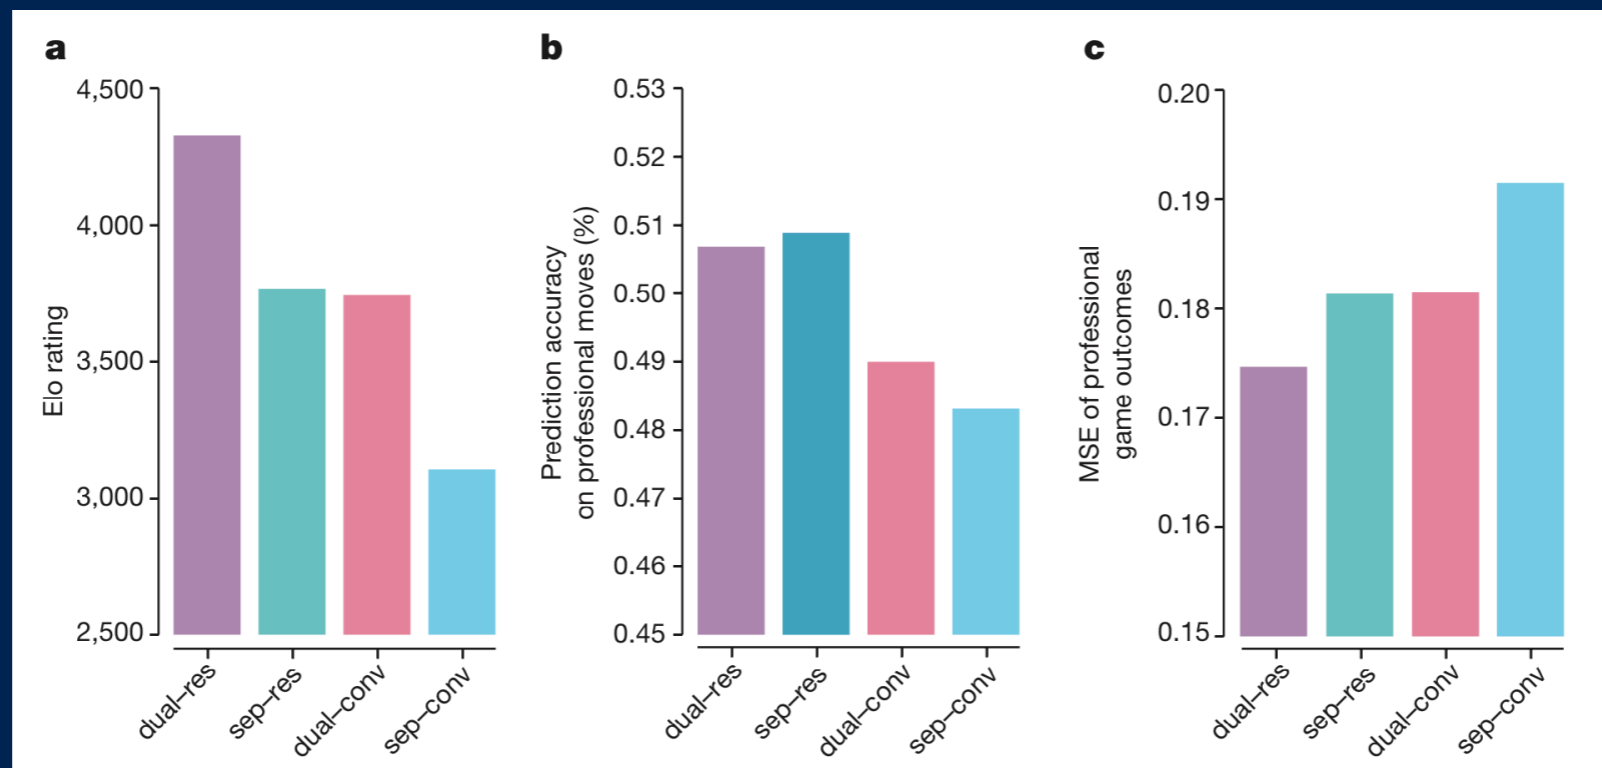 a
4,500
4,000
3,500
3,000
2,500
Elo rating
dual–res
sep–res
dual–conv
sep–conv
b
0.53
0.52
0.51
0.50
0.49
0.48
0.47
0.46
0.45
Prediction accuracy
on professional moves (%)
dual–res
sep–res
dual–conv
sep–conv
c
0.20
0.19
0.18
0.17
0.16
0.15
MSE of professional
game outcomes
dual–res
sep–res
dual–conv
sep–conv